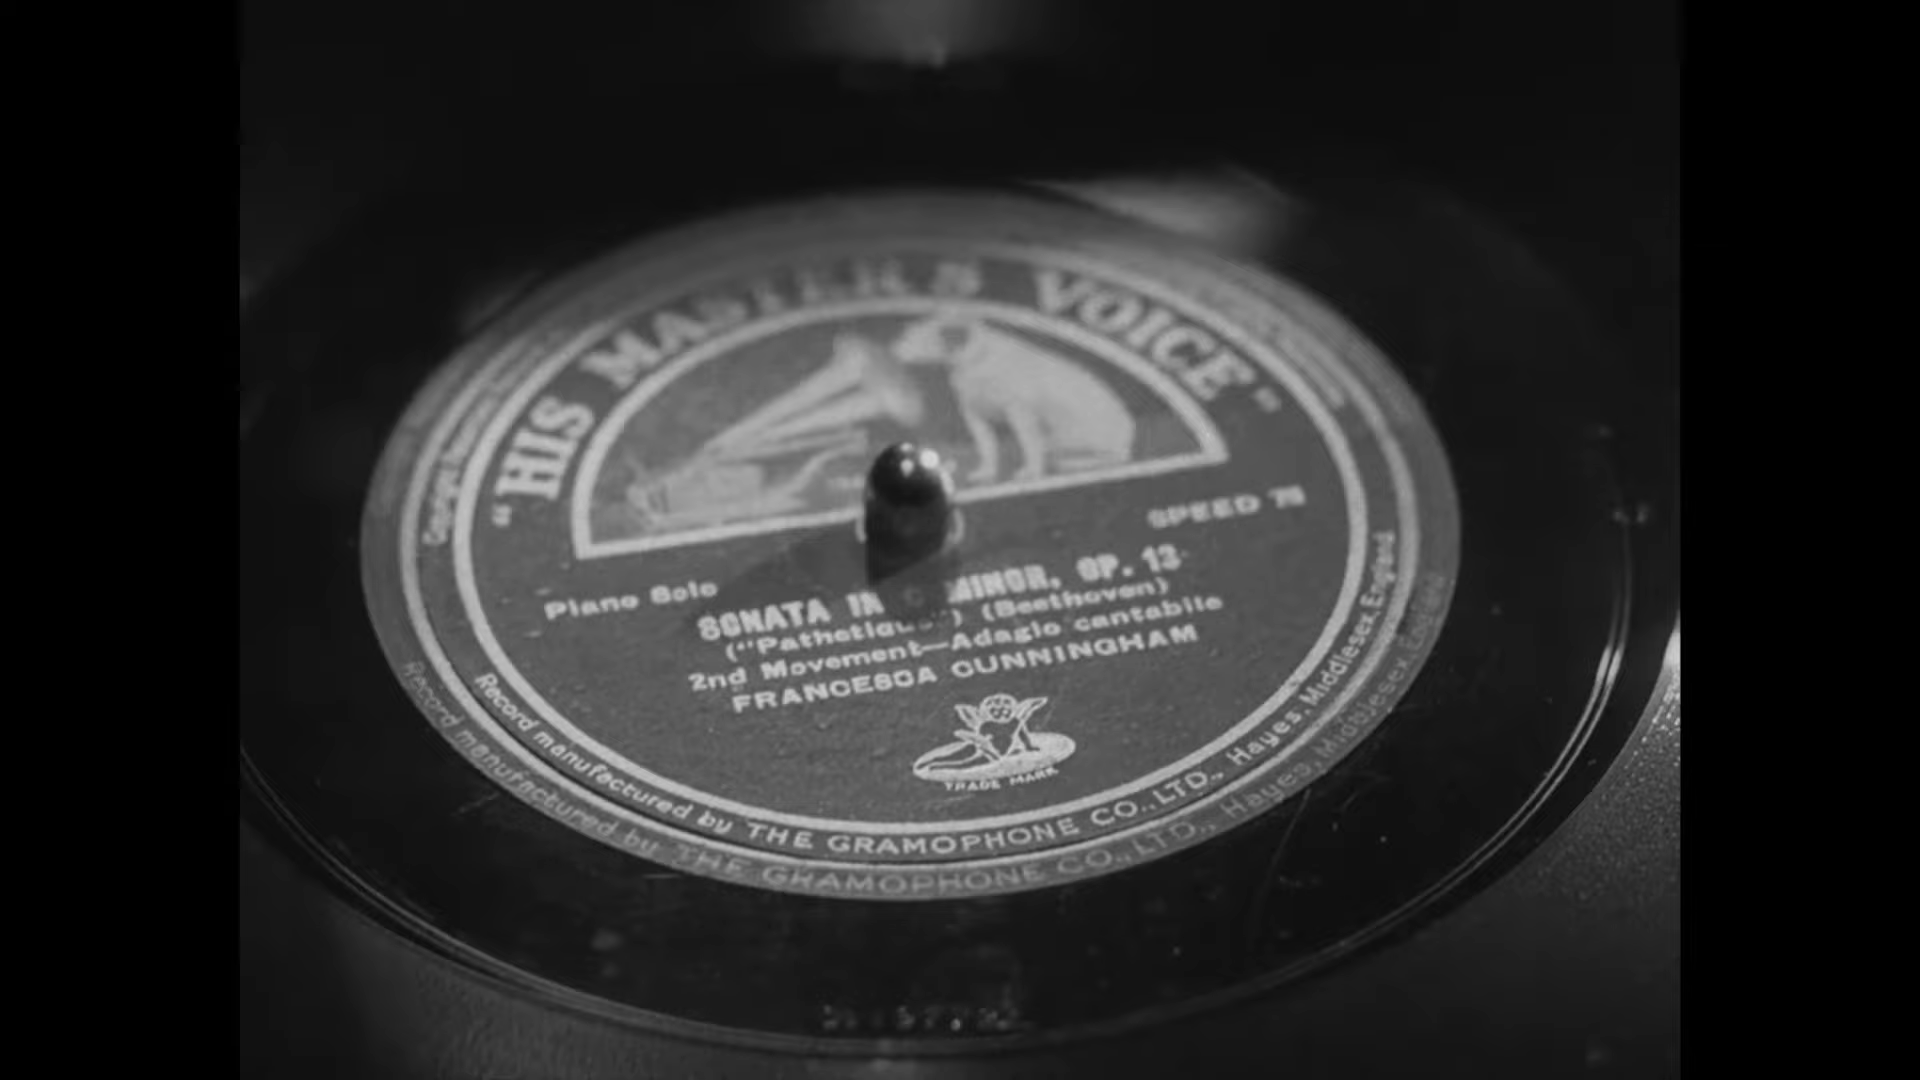 "HIS MASTER'S VOICE"
SPEED 78
Piano Solo
SONATA IN C MINOR, OP. 13
("Pathetique") (Beethoven)
2nd Movement—Adagio cantabile
FRANCESCA CUNNINGHAM
TRADE MARK
Record manufactured by THE GRAMOPHONE CO., LTD., Hayes, Middlesex, England
Record manufactured by THE GRAMOPHONE CO., LTD., Hayes, Middlesex, England